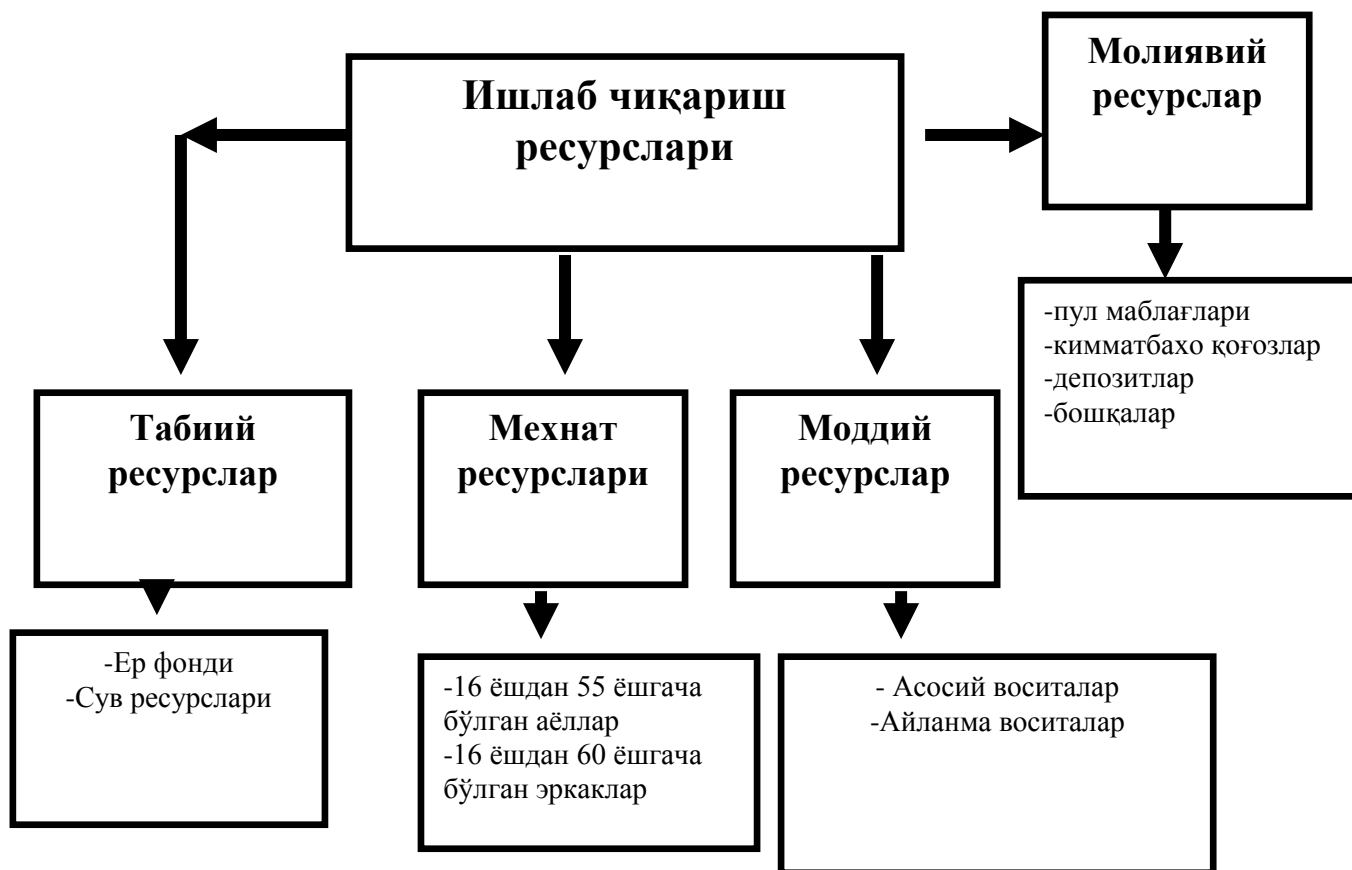 Ишлаб чиқариш
ресурслари
Молиявий
ресурслар
-пул маблағлари
-кимматбахо қоғозлар
-депозитлар
-бошқалар
Табиий
ресурслар
Мехнат
ресурслари
Моддий
ресурслар
-Ер фонди
-Сув ресурслари
-16 ёшдан 55 ёшгача
бўлган аёллар
-16 ёшдан 60 ёшгача
бўлган эркаклар
- Асосий воситалар
-Айланма воситалар